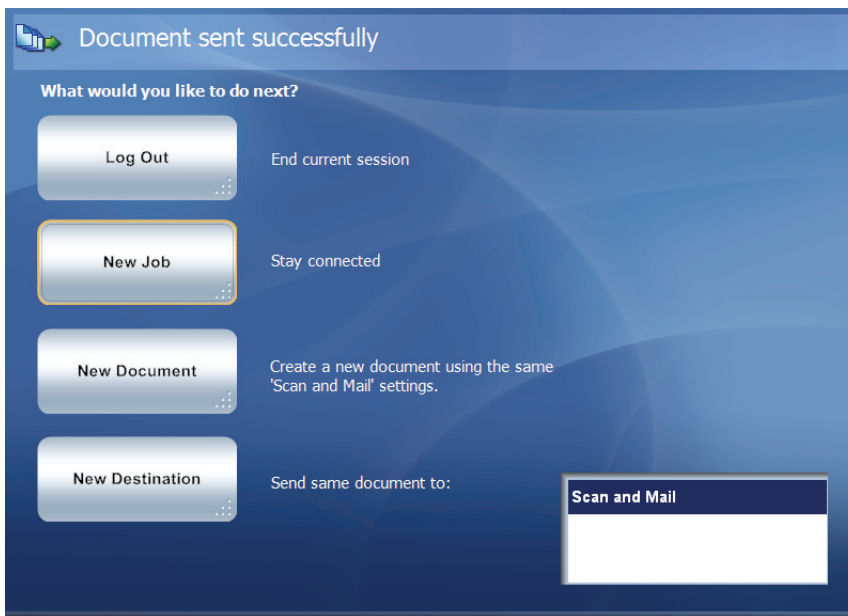 Document sent successfully
What would you like to do next?
Log Out
End current session
New Job
Stay connected
New Document
Create a new document using the same
'Scan and Mail' settings.
New Destination
Send same document to:
Scan and Mail